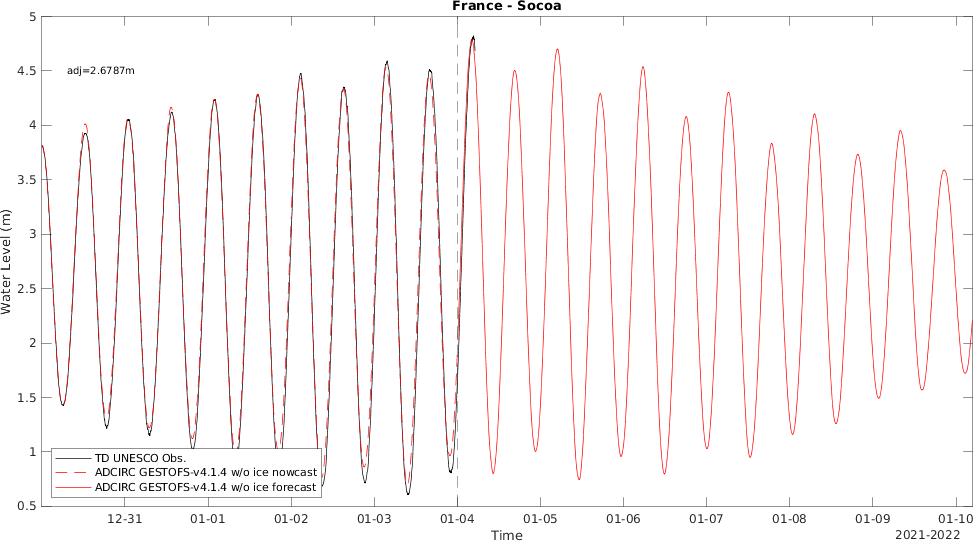 France - Socoa
adj=2.6787m
Water Level (m)
5
4.5
4
3.5
3
2.5
2
1.5
1
0.5
TD UNESCO Obs.
ADCIRC GESTOFS-v4.1.4 w/o ice nowcast
ADCIRC GESTOFS-v4.1.4 w/o ice forecast
12-31 01-01 01-02 01-03 01-04 01-05 01-06 01-07 01-08 01-09 01-10
Time
2021-2022